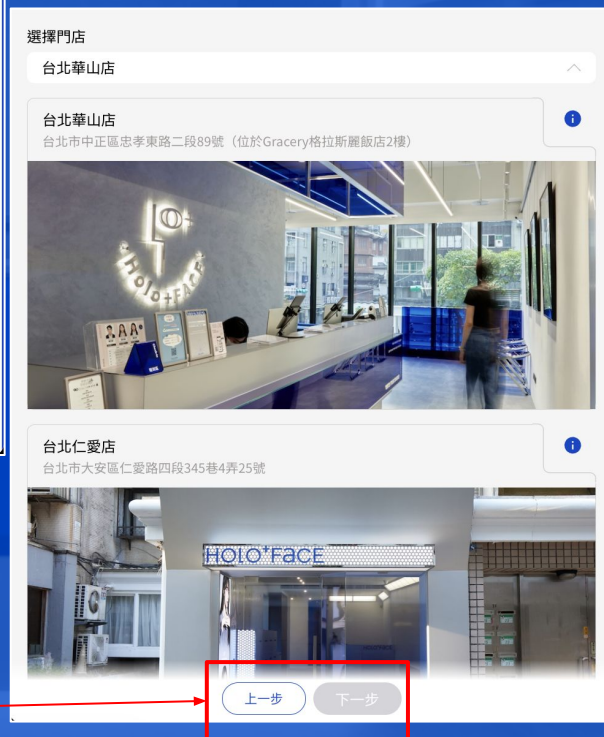 選擇門店
台北華山店
台北華山店
台北市中正區忠孝東路二段89號（位於Gracery格拉斯麗飯店2樓）
HOLO+FACE
台北仁愛店
台北市大安區仁愛路四段345巷4弄25號
HOLO+FACE
上一步
下一步